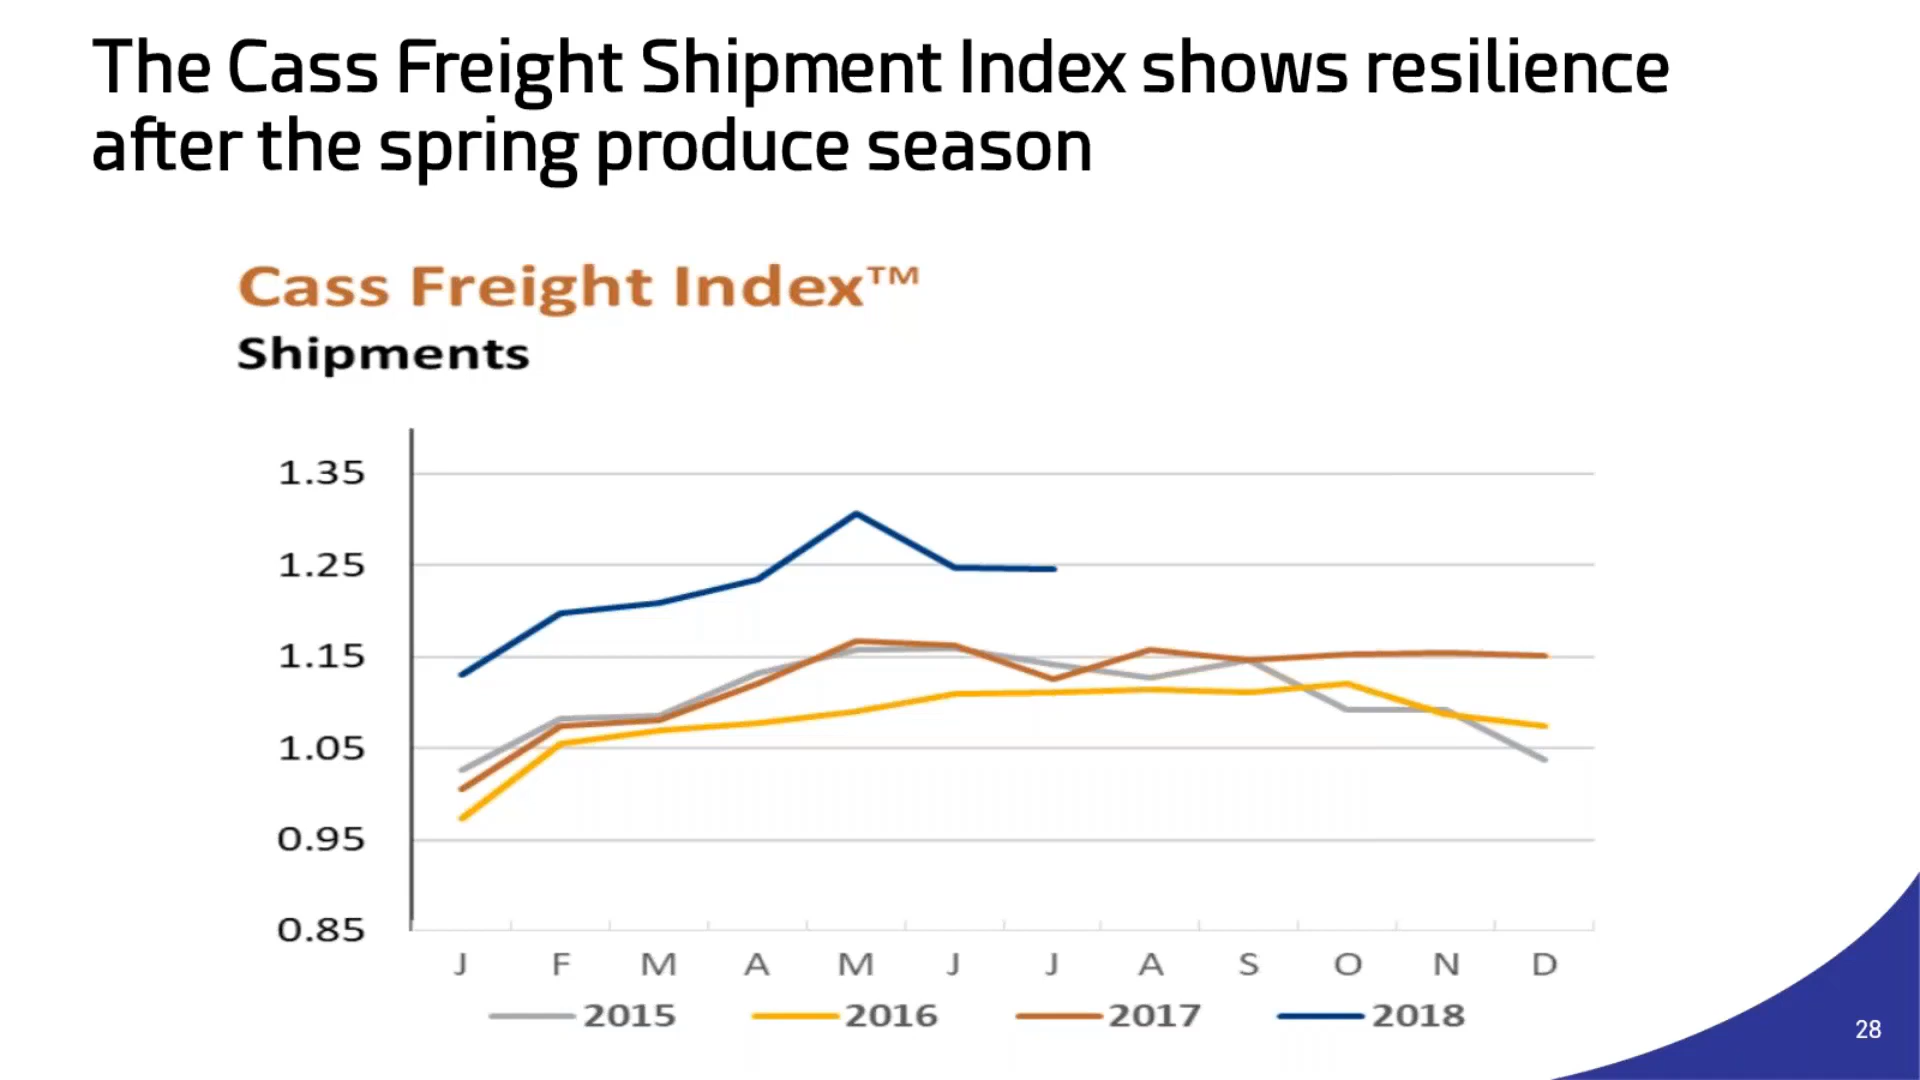 The Cass Freight Shipment Index shows resilience
after the spring produce season
Cass Freight Index™
Shipments
1.35
1.25
1.15
1.05
0.95
0.85
J F M A M J J A S O N D
2015 2016 2017 2018
28